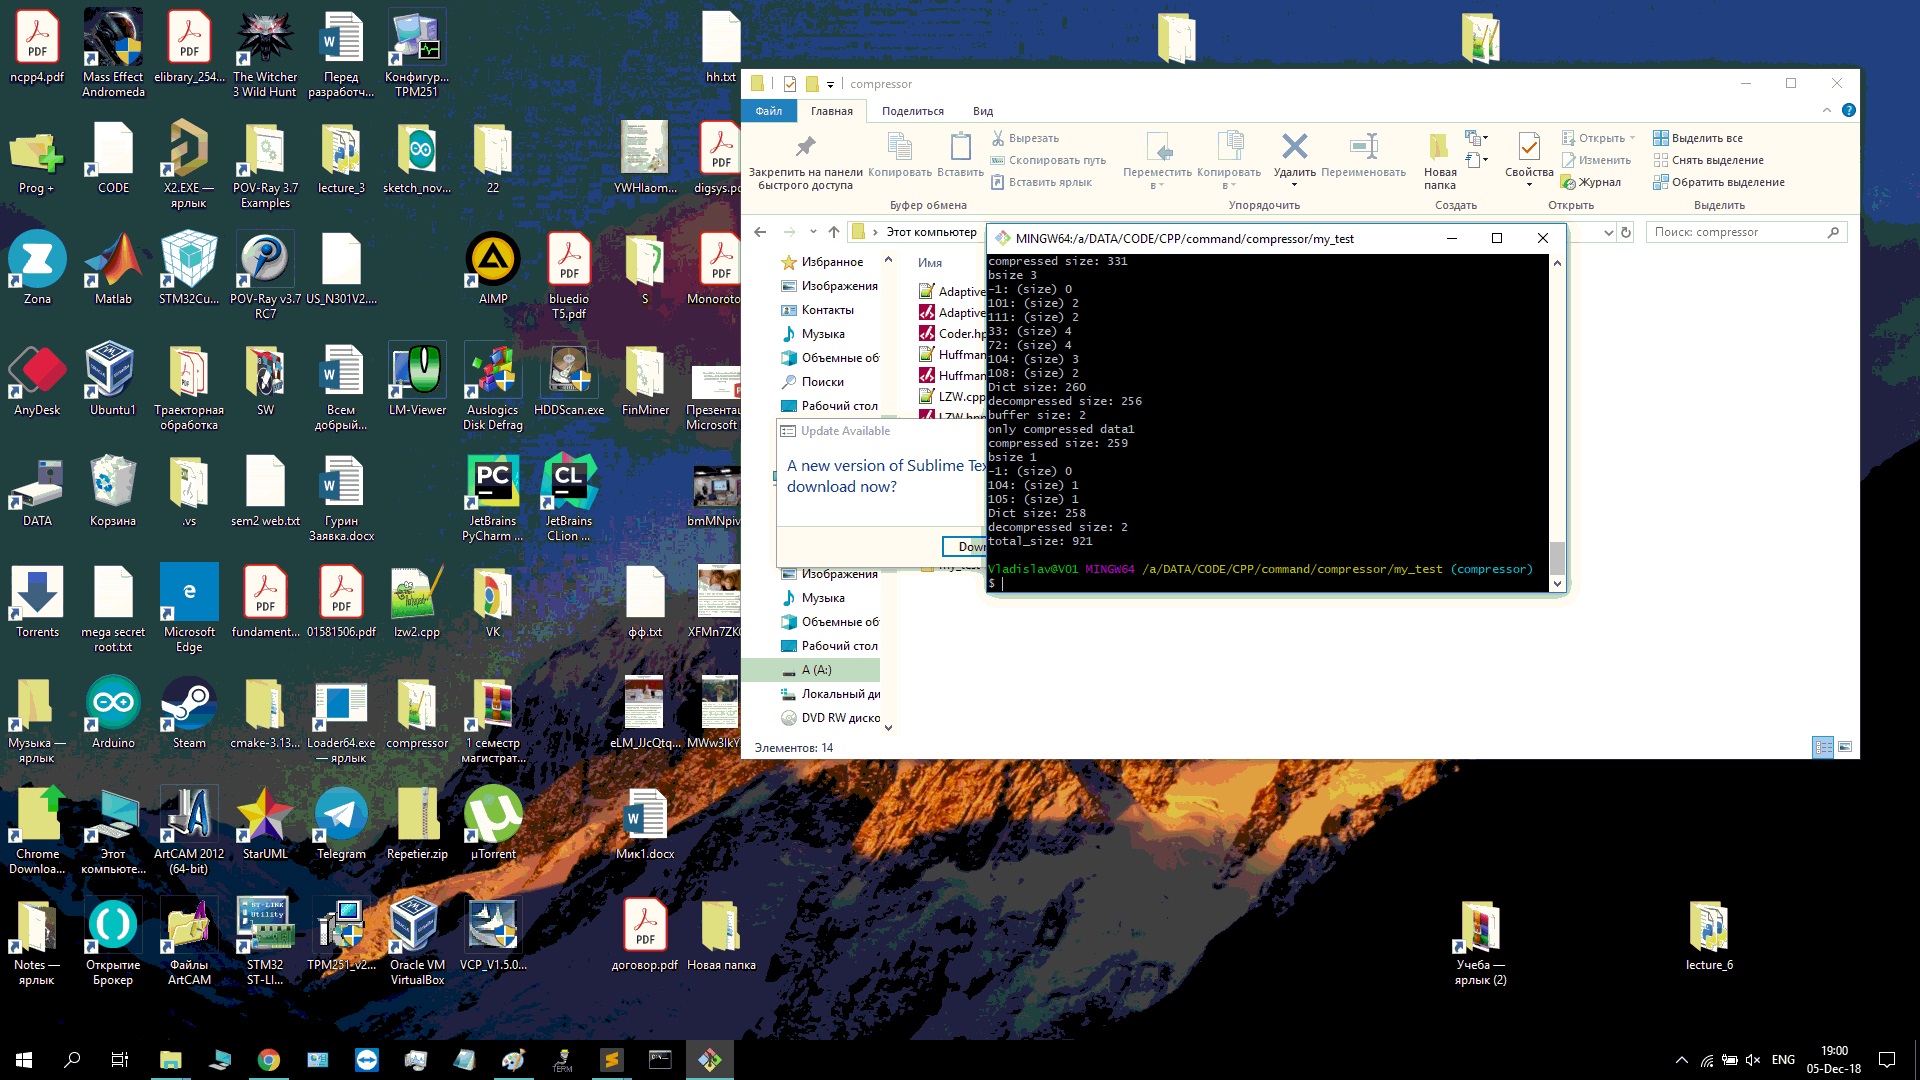 ncpp4.pdf
Mass Effect
Andromeda
elibrary_254...
The Witcher
3 Wild Hunt
Перед
разработч...
Конфигур...
TPM251
hh.txt
Prog +
CODE
X2.EXE —
ярлык
POV-Ray 3.7
Examples
lecture_3
sketch_nov...
22
YWHlaom...
digsys.pd
Zona
Matlab
STM32Cu...
POV-Ray v3.7
RC7
US_N301V2....
AIMP
bluedio
T5.pdf
S
Monoroto
AnyDesk
Ubuntu1
Траекторная
обработка
SW
Всем
добрый...
LM-Viewer
Auslogics
Disk Defrag
HDDScan.exe
FinMiner
Презентац
Microsoft
DATA
Корзина
.vs
sem2 web.txt
Гурин
Заявка.docx
JetBrains
PyCharm ...
JetBrains
CLion ...
bmMNpiv
Torrents
mega secret
root.txt
Microsoft
Edge
fundament...
01581506.pdf
lzw2.cpp
VK
фф.txt
XFMn7ZK
Музыка —
ярлык
Arduino
Steam
cmake-3.13...
Loader64.exe
— ярлык
compressor
1 семестр
магистрат...
eLM_JJcQtq...
MWw3lkY
Chrome
Downloa...
Этот
компьюте...
ArtCAM 2012
(64-bit)
StarUML
Telegram
Repetier.zip
µTorrent
Мик1.docx
Notes —
ярлык
Открытие
Брокер
Файлы
ArtCAM
STM32
ST-LI...
TPM251_v2...
Oracle VM
VirtualBox
VCP_V1.5.0...
договор.pdf
Новая папка
Учеба —
ярлык (2)
lecture_6
compressor
Файл
Главная
Поделиться
Вид
Закрепить на панели
быстрого доступа
Копировать
Вставить
Вырезать
Скопировать путь
Вставить ярлык
Буфер обмена
Переместить
в
Копировать
в
Удалить
Переименовать
Упорядочить
Новая
папка
Создать
Свойства
Открыть
Изменить
Журнал
Открыть
Выделить все
Снять выделение
Обратить выделение
Выделить
Этот компьютер
Поиск: compressor
Избранное
Изображения
Контакты
Музыка
Объемные об
Поиски
Рабочий стол
Имя
Adaptive
Adaptive
Coder.hp
Huffman
Huffman
LZW.cpp
LZW.hpp
Update Available
A new version of Sublime Tex
download now?
Down
my_test
Изображения
Музыка
Объемные об
Рабочий стол
A (A:)
Локальный ди
DVD RW диско
Элементов: 14
MINGW64:/a/DATA/CODE/CPP/command/compressor/my_test
compressed size: 331
bsize 3
-1: (size) 0
101: (size) 2
111: (size) 2
33: (size) 4
72: (size) 4
104: (size) 3
108: (size) 2
Dict size: 260
decompressed size: 256
buffer size: 2
only compressed data1
compressed size: 259
bsize 1
-1: (size) 0
104: (size) 1
105: (size) 1
Dict size: 258
decompressed size: 2
total_size: 921
Vladislav@V01 MINGW64 /a/DATA/CODE/CPP/command/compressor/my_test (compressor)
$
ENG
19:00
05-Dec-18